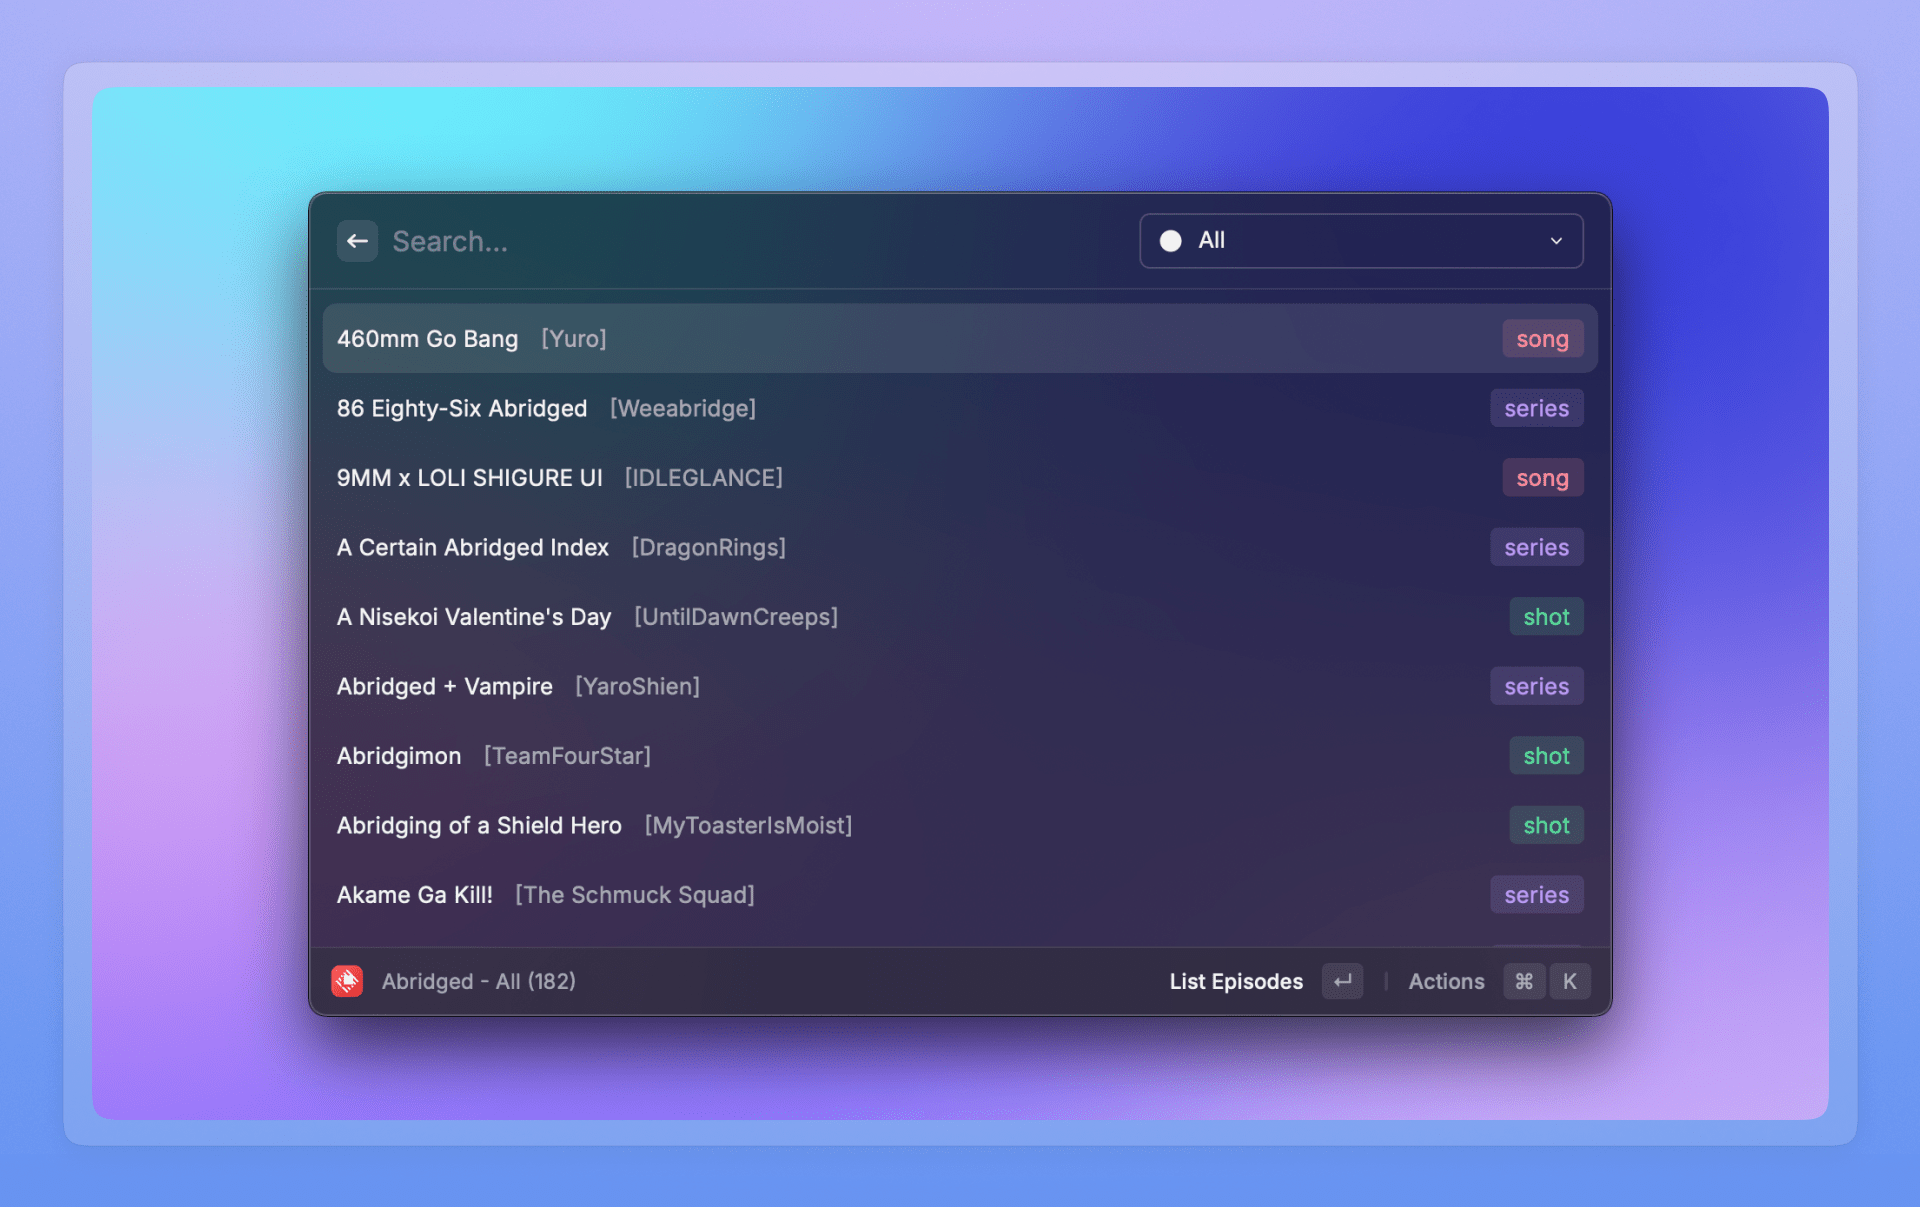 Search...
All
460mm Go Bang [Yuro] song
86 Eighty-Six Abridged [Weeabridge] series
9MM x LOLI SHIGURE UI [IDLEGLANCE] song
A Certain Abridged Index [DragonRings] series
A Nisekoi Valentine's Day [UntilDawnCreeps] shot
Abridged + Vampire [YaroShien] series
Abridgimon [TeamFourStar] shot
Abridging of a Shield Hero [MyToasterIsMoist] shot
Akame Ga Kill! [The Schmuck Squad] series
Abridged - All (182) List Episodes ↵ | Actions ⌘ K